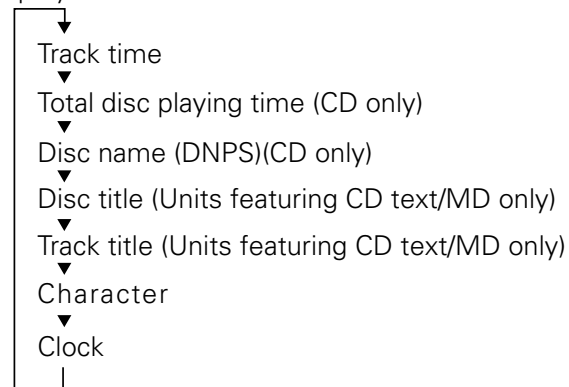 Track time
Total disc playing time (CD only)
Disc name (DNPS)(CD only)
Disc title (Units featuring CD text/MD only)
Track title (Units featuring CD text/MD only)
Character
Clock